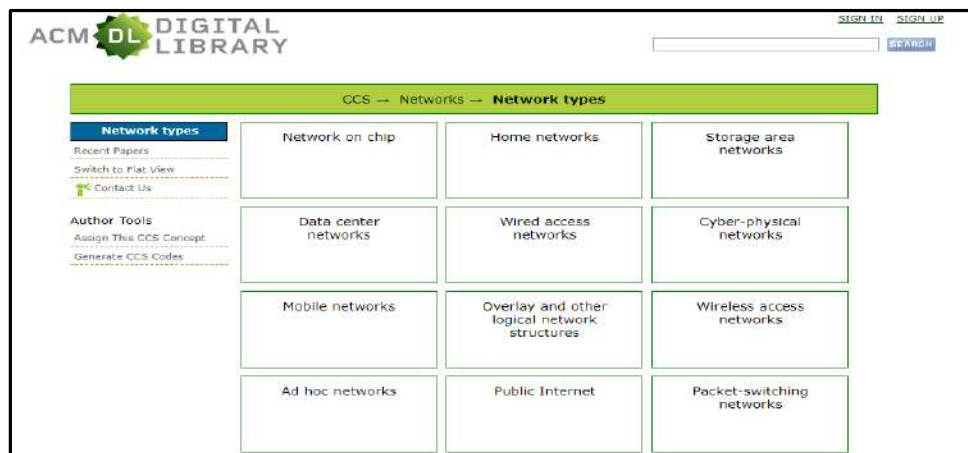 ACM DL DIGITAL
LIBRARY
SIGN IN SIGN UP
SEARCH
CCS → Networks → Network types
Network types
Recent Papers
Switch to Flat View
Contact Us
Author Tools
Assign This CCS Concept
Generate CCS Codes
Network on chip
Home networks
Storage area
networks
Data center
networks
Wired access
networks
Cyber-physical
networks
Mobile networks
Overlay and other
logical network
structures
Wireless access
networks
Ad hoc networks
Public Internet
Packet-switching
networks